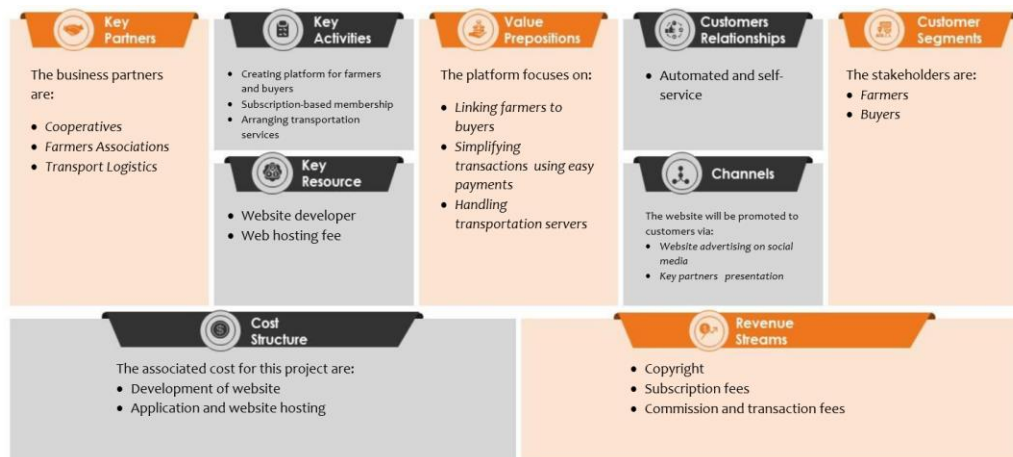 Key
Partners
The business partners
are:
• Cooperatives
• Farmers Associations
• Transport Logistics
Key
Activities
• Creating platform for farmers
and buyers
• Subscription-based membership
• Arranging transportation
services
Key
Resource
• Website developer
• Web hosting fee
Value
Prepositions
The platform focuses on:
• Linking farmers to
buyers
• Simplifying
transactions using easy
payments
• Handling
transportation servers
Customers
Relationships
• Automated and self-
service
Channels
The website will be promoted to
customers via:
• Website advertising on social
media
• Key partners presentation
Customer
Segments
The stakeholders are:
• Farmers
• Buyers
Cost
Structure
The associated cost for this project are:
• Development of website
• Application and website hosting
Revenue
Streams
• Copyright
• Subscription fees
• Commission and transaction fees